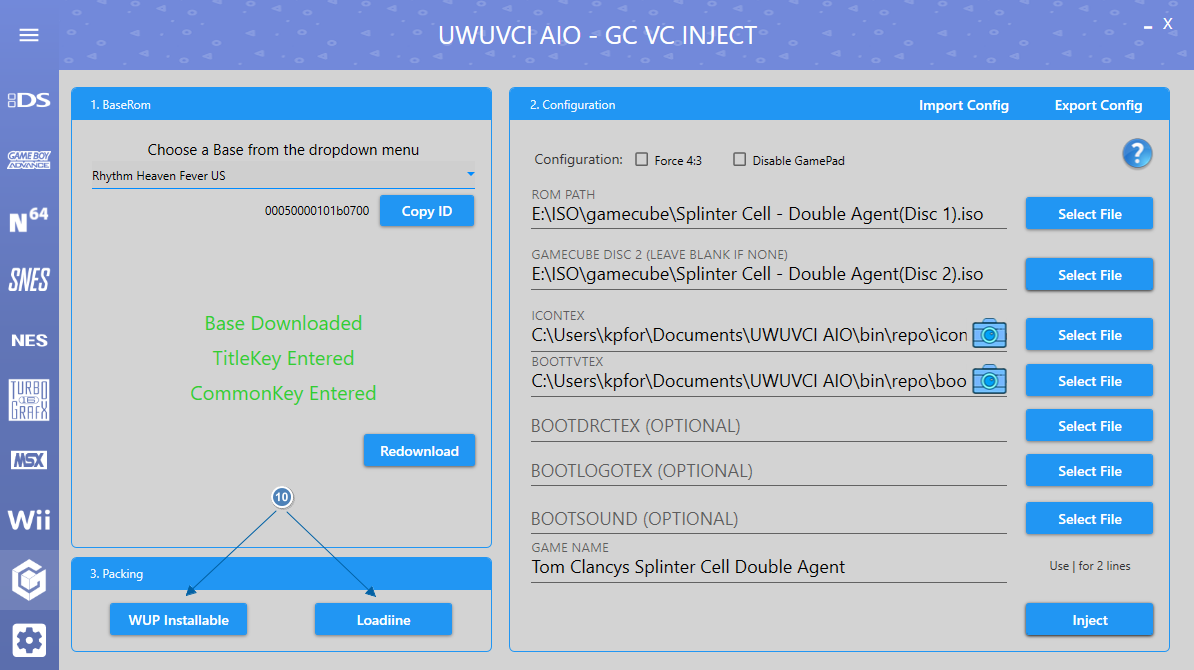 UWUVCI AIO - GC VC INJECT
X
DS
GAME BOY
ADVANCE
N64
SNES
NES
TURBO
16
GRAFX
MSX
Wii
1. BaseRom
Choose a Base from the dropdown menu
Rhythm Heaven Fever US
00050000101b0700
Copy ID
Base Downloaded
TitleKey Entered
CommonKey Entered
Redownload
10
3. Packing
WUP Installable
Loadiine
2. Configuration
Import Config
Export Config
Configuration:
Force 4:3
Disable GamePad
?
ROM PATH
E:\ISO\gamecube\Splinter Cell - Double Agent(Disc 1).iso
Select File
GAMECUBE DISC 2 (LEAVE BLANK IF NONE)
E:\ISO\gamecube\Splinter Cell - Double Agent(Disc 2).iso
Select File
ICONTEX
C:\Users\kpfor\Documents\UWUVCI AIO\bin\repo\icon
Select File
BOOTTVTEX
C:\Users\kpfor\Documents\UWUVCI AIO\bin\repo\boo
Select File
BOOTDRCTEX (OPTIONAL)
Select File
BOOTLOGOTEX (OPTIONAL)
Select File
BOOTSOUND (OPTIONAL)
Select File
GAME NAME
Tom Clancys Splinter Cell Double Agent
Use | for 2 lines
Inject